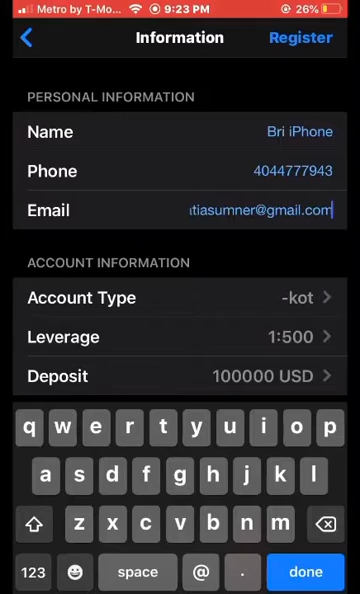 Metro by T-Mo... 9:23 PM 26%
Information Register
PERSONAL INFORMATION
Name Bri iPhone
Phone 4044777943
Email tiasumner@gmail.com
ACCOUNT INFORMATION
Account Type -kot
Leverage 1:500
Deposit 100000 USD
q w e r t y u i o p
a s d f g h j k l
z x c v b n m
123 space @ . done